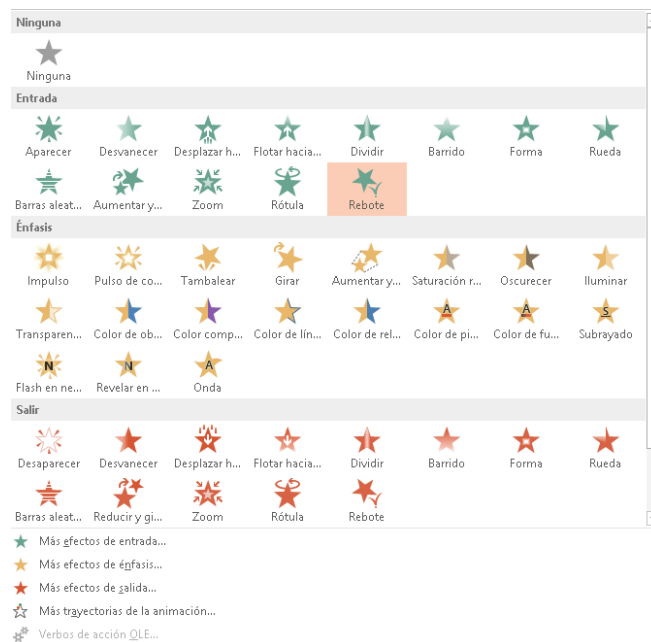 Ninguna
Ninguna
Entrada
Aparecer Desvanecer Desplazar h... Flotar hacia... Dividir Barrido Forma Rueda
Barras aleat... Aumentar y... Zoom Rótula Rebote
Énfasis
Impulso Pulso de co... Tambalear Girar Aumentar y... Saturación r... Oscurecer Iluminar
Transparen... Color de ob... Color comp... Color de lín... Color de rel... Color de pi... Color de fu... Subrayado
Flash en ne... Revelar en ... Onda
Salir
Desaparecer Desvanecer Desplazar h... Flotar hacia... Dividir Barrido Forma Rueda
Barras aleat... Reducir y gi... Zoom Rótula Rebote
Más efectos de entrada...
Más efectos de énfasis...
Más efectos de salida...
Más trayectorias de la animación...
Verbos de acción OLE...